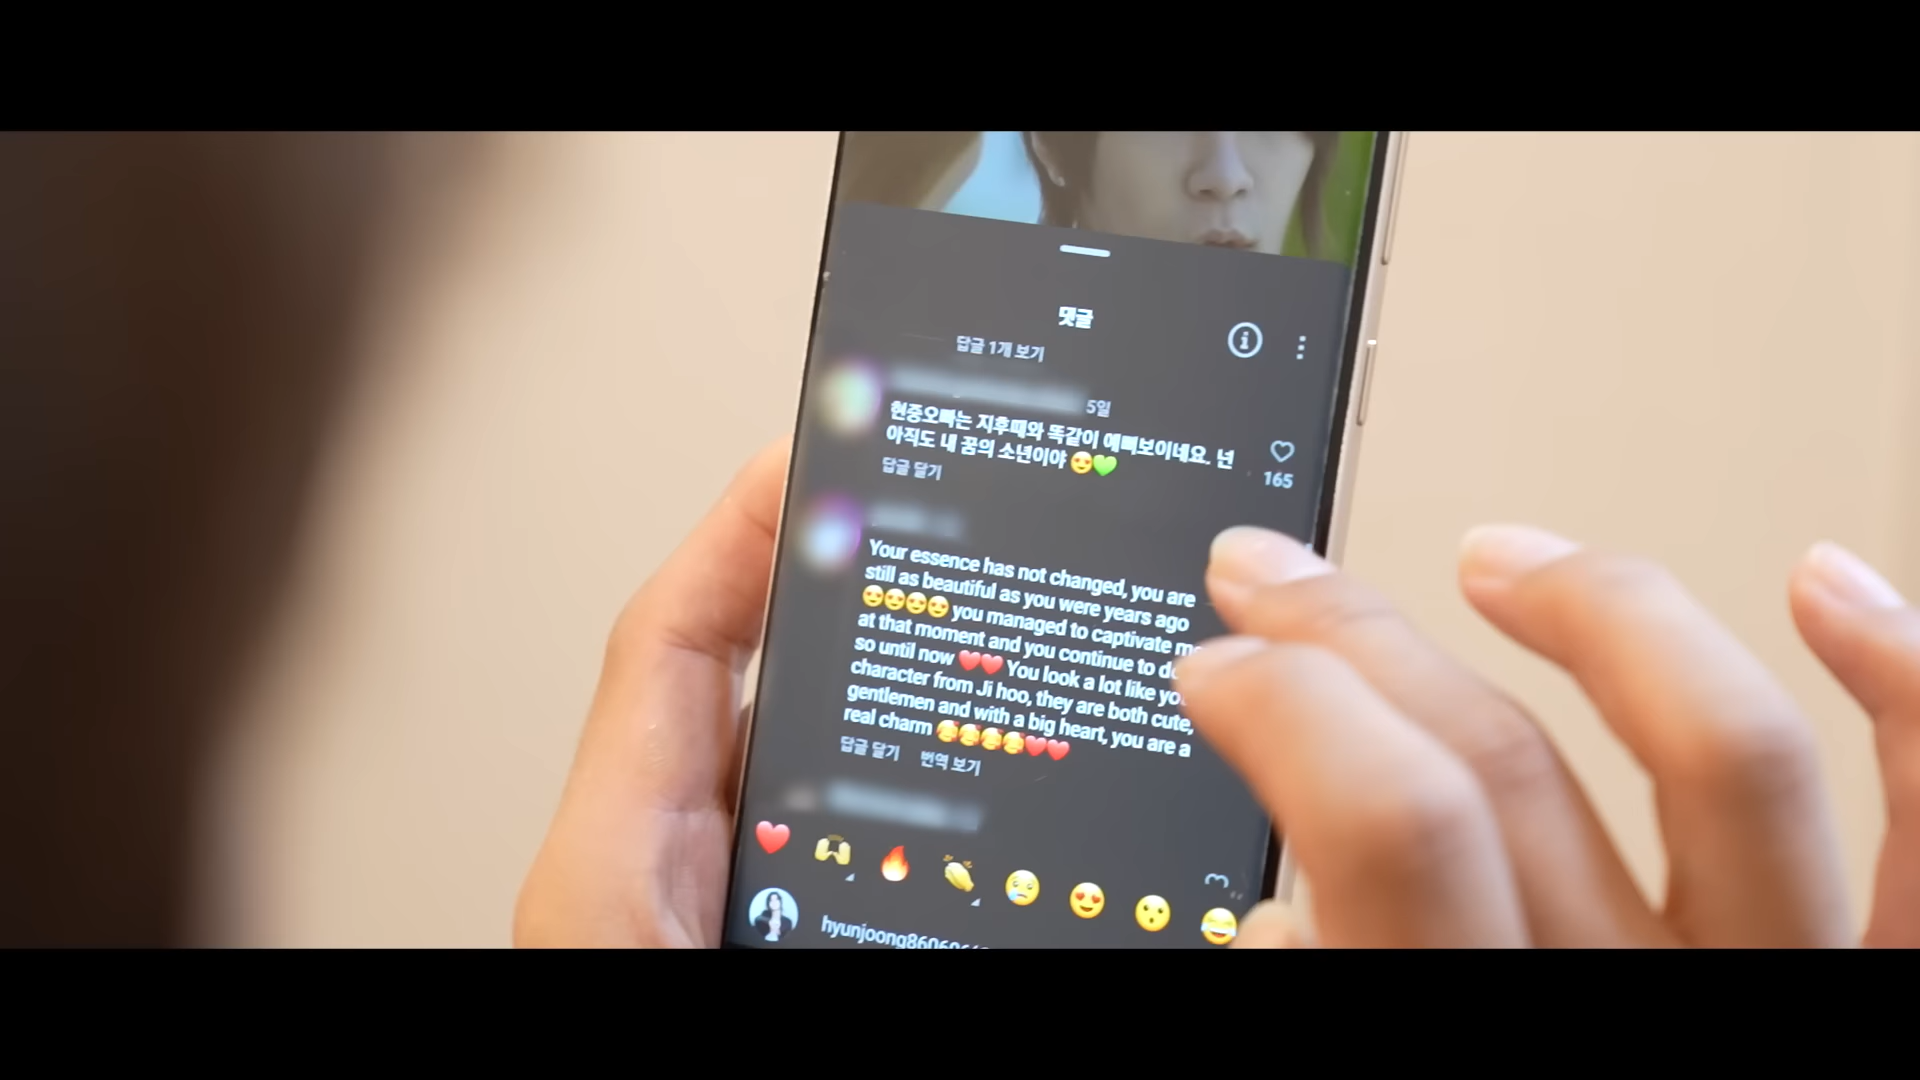 댓글
답글 1개 보기
5일
현중오빠는 지후때와 똑같이 예뻐보이네요. 넌
아직도 내 꿈의 소년이야 😍💚
165
답글 달기
Your essence has not changed, you are
still as beautiful as you were years ago
😍😍😍😍 you managed to captivate me
at that moment and you continue to do
so until now ❤️❤️ You look a lot like
character from Ji hoo, they are both cute,
gentlemen and with a big heart, you are a
real charm 🥰🥰🥰🥰❤️❤️
답글 달기 번역 보기
❤️ 🙌 🔥 👏 😢 😍 😮 😂